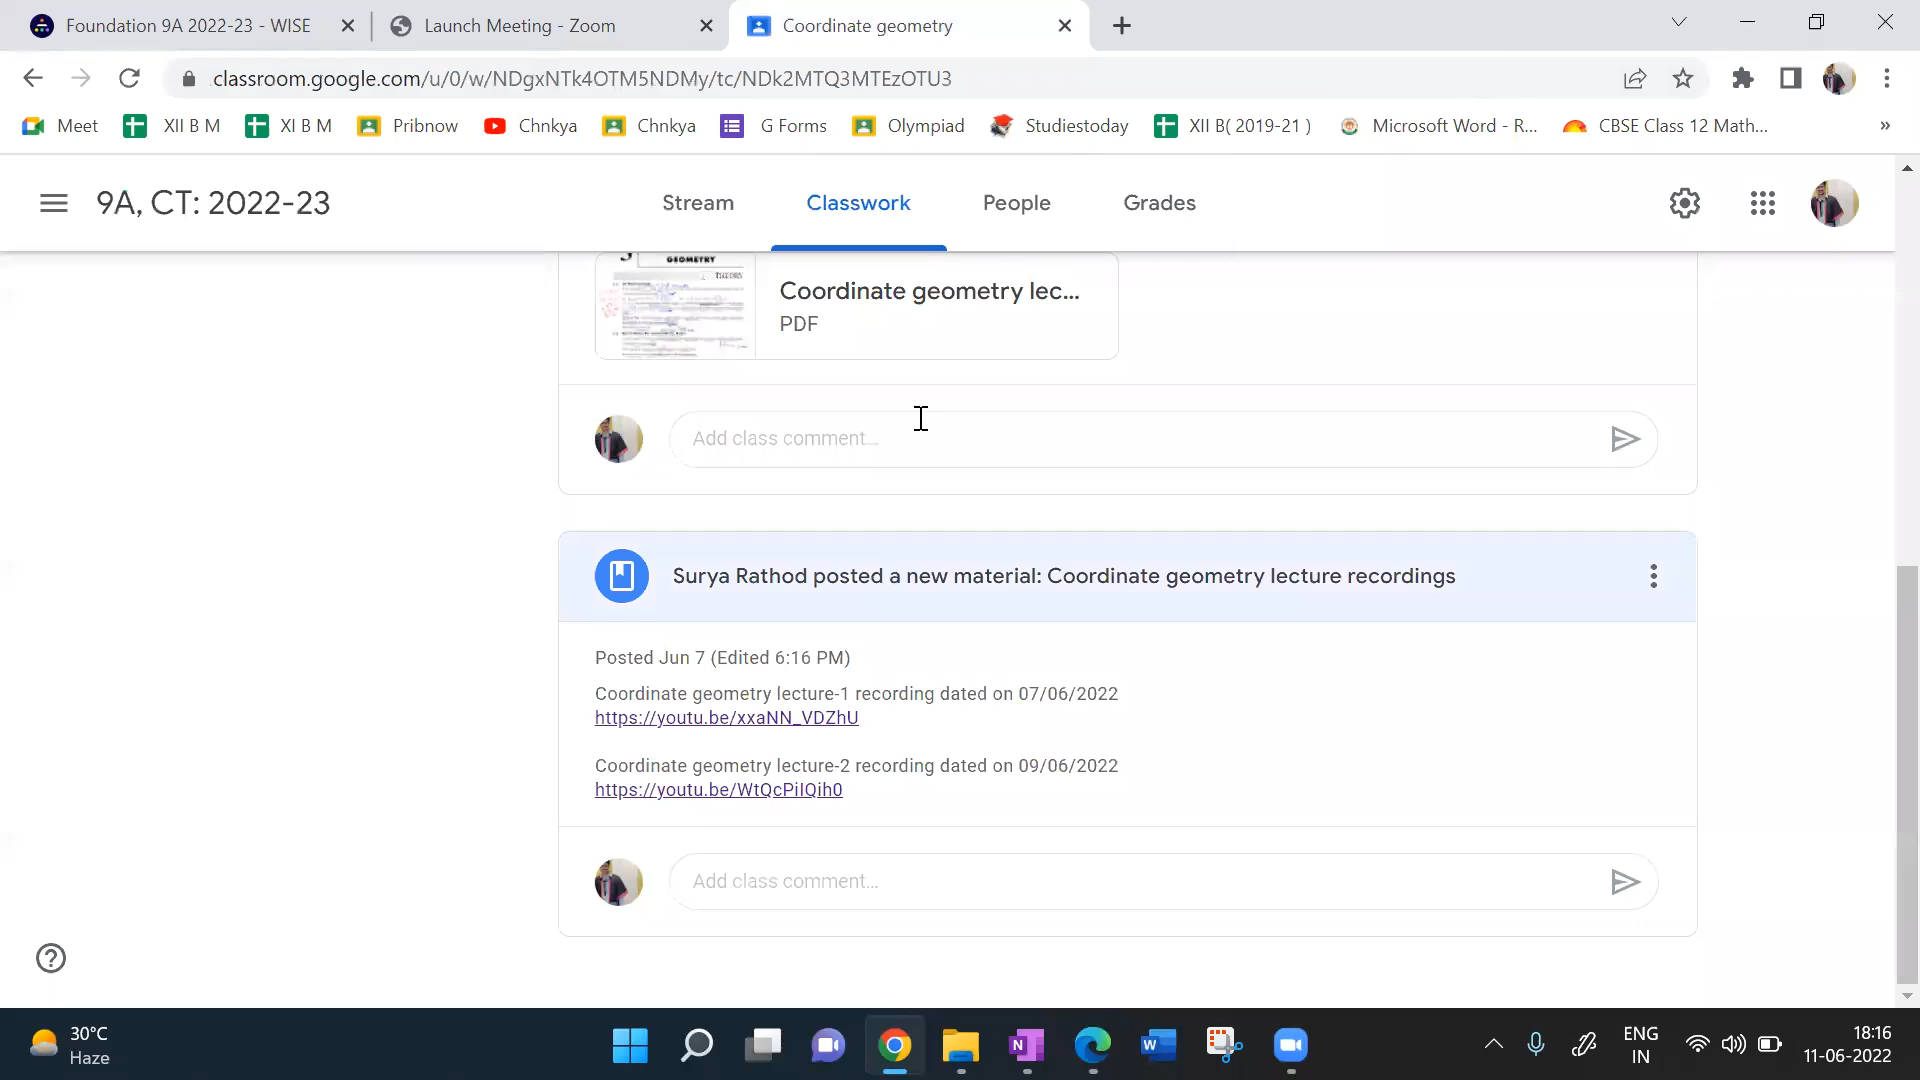 Foundation 9A 2022-23 - WISE
Launch Meeting - Zoom
Coordinate geometry
classroom.google.com/u/0/w/NDgxNTk4OTM5NDMy/tc/NDk2MTQ3MTEzOTU3
Meet
XII B M
XI B M
Pribnow
Chnkya
Chnkya
G Forms
Olympiad
Studiestoday
XII B( 2019-21 )
Microsoft Word - R...
CBSE Class 12 Math...
»
9A, CT: 2022-23
Stream
Classwork
People
Grades
GEOMETRY
THEORY
Coordinate geometry lec...
PDF
Add class comment...
Surya Rathod posted a new material: Coordinate geometry lecture recordings
Posted Jun 7 (Edited 6:16 PM)
Coordinate geometry lecture-1 recording dated on 07/06/2022
https://youtu.be/xxaNN_VDZhU
Coordinate geometry lecture-2 recording dated on 09/06/2022
https://youtu.be/WtQcPiIQih0
Add class comment...
30°C
Haze
ENG
IN
18:16
11-06-2022